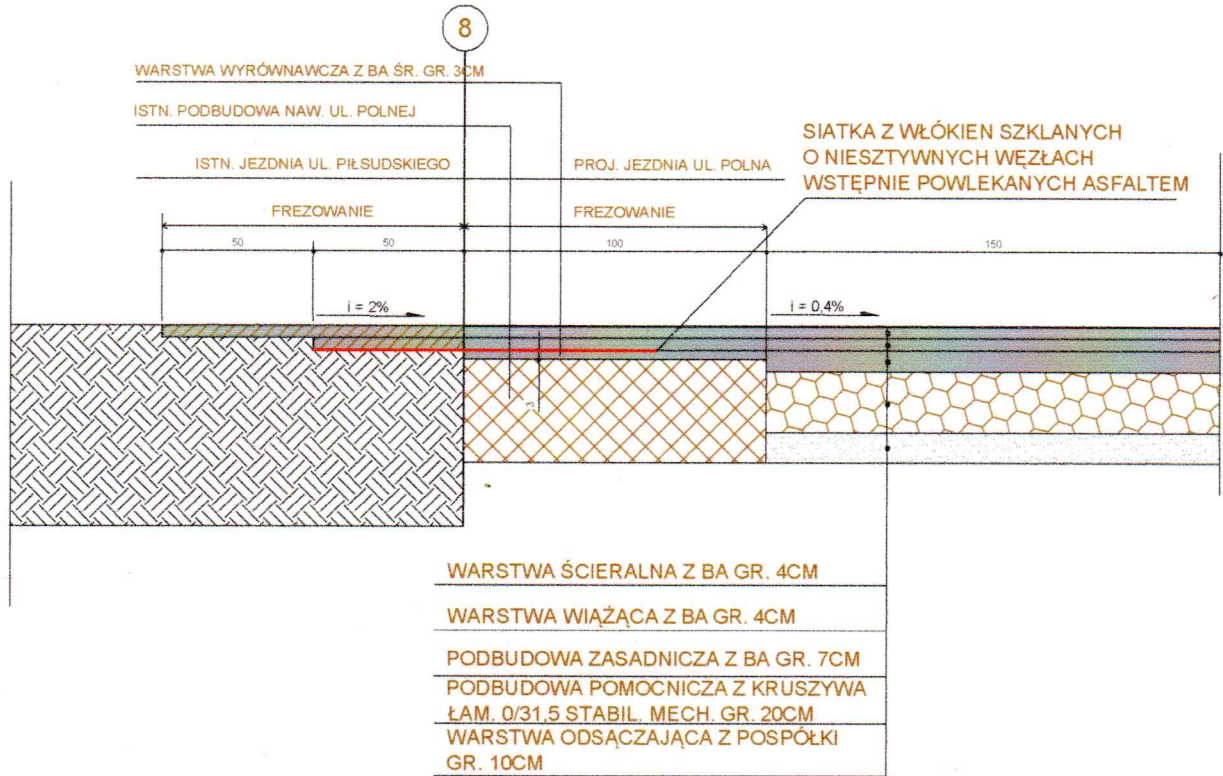 8
WARSTWA WYRÓWNAWCZA Z BA ŚR. GR. 3CM
ISTN. PODBUDOWA NAW. UL. POLNEJ
SIATKA Z WŁÓKIEN SZKLANYCH
O NIESZTYWNYCH WĘZŁACH
WSTĘPNIE POWLEKANYCH ASFALTEM
ISTN. JEZDNIA UL. PIŁSUDSKIEGO
PROJ. JEZDNIA UL. POLNA
FREZOWANIE
FREZOWANIE
50
50
100
150
i = 2%
i = 0,4%
3
WARSTWA ŚCIERALNA Z BA GR. 4CM
WARSTWA WIĄŻĄCA Z BA GR. 4CM
PODBUDOWA ZASADNICZA Z BA GR. 7CM
PODBUDOWA POMOCNICZA Z KRUSZYWA
ŁAM. 0/31,5 STABIL. MECH. GR. 20CM
WARSTWA ODSĄCZAJĄCA Z POSPÓŁKI
GR. 10CM